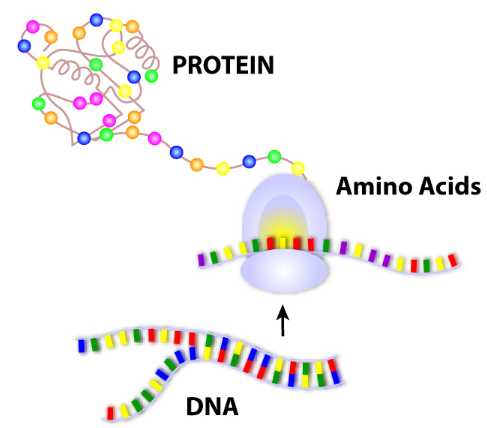 PROTEIN
Amino Acids
DNA